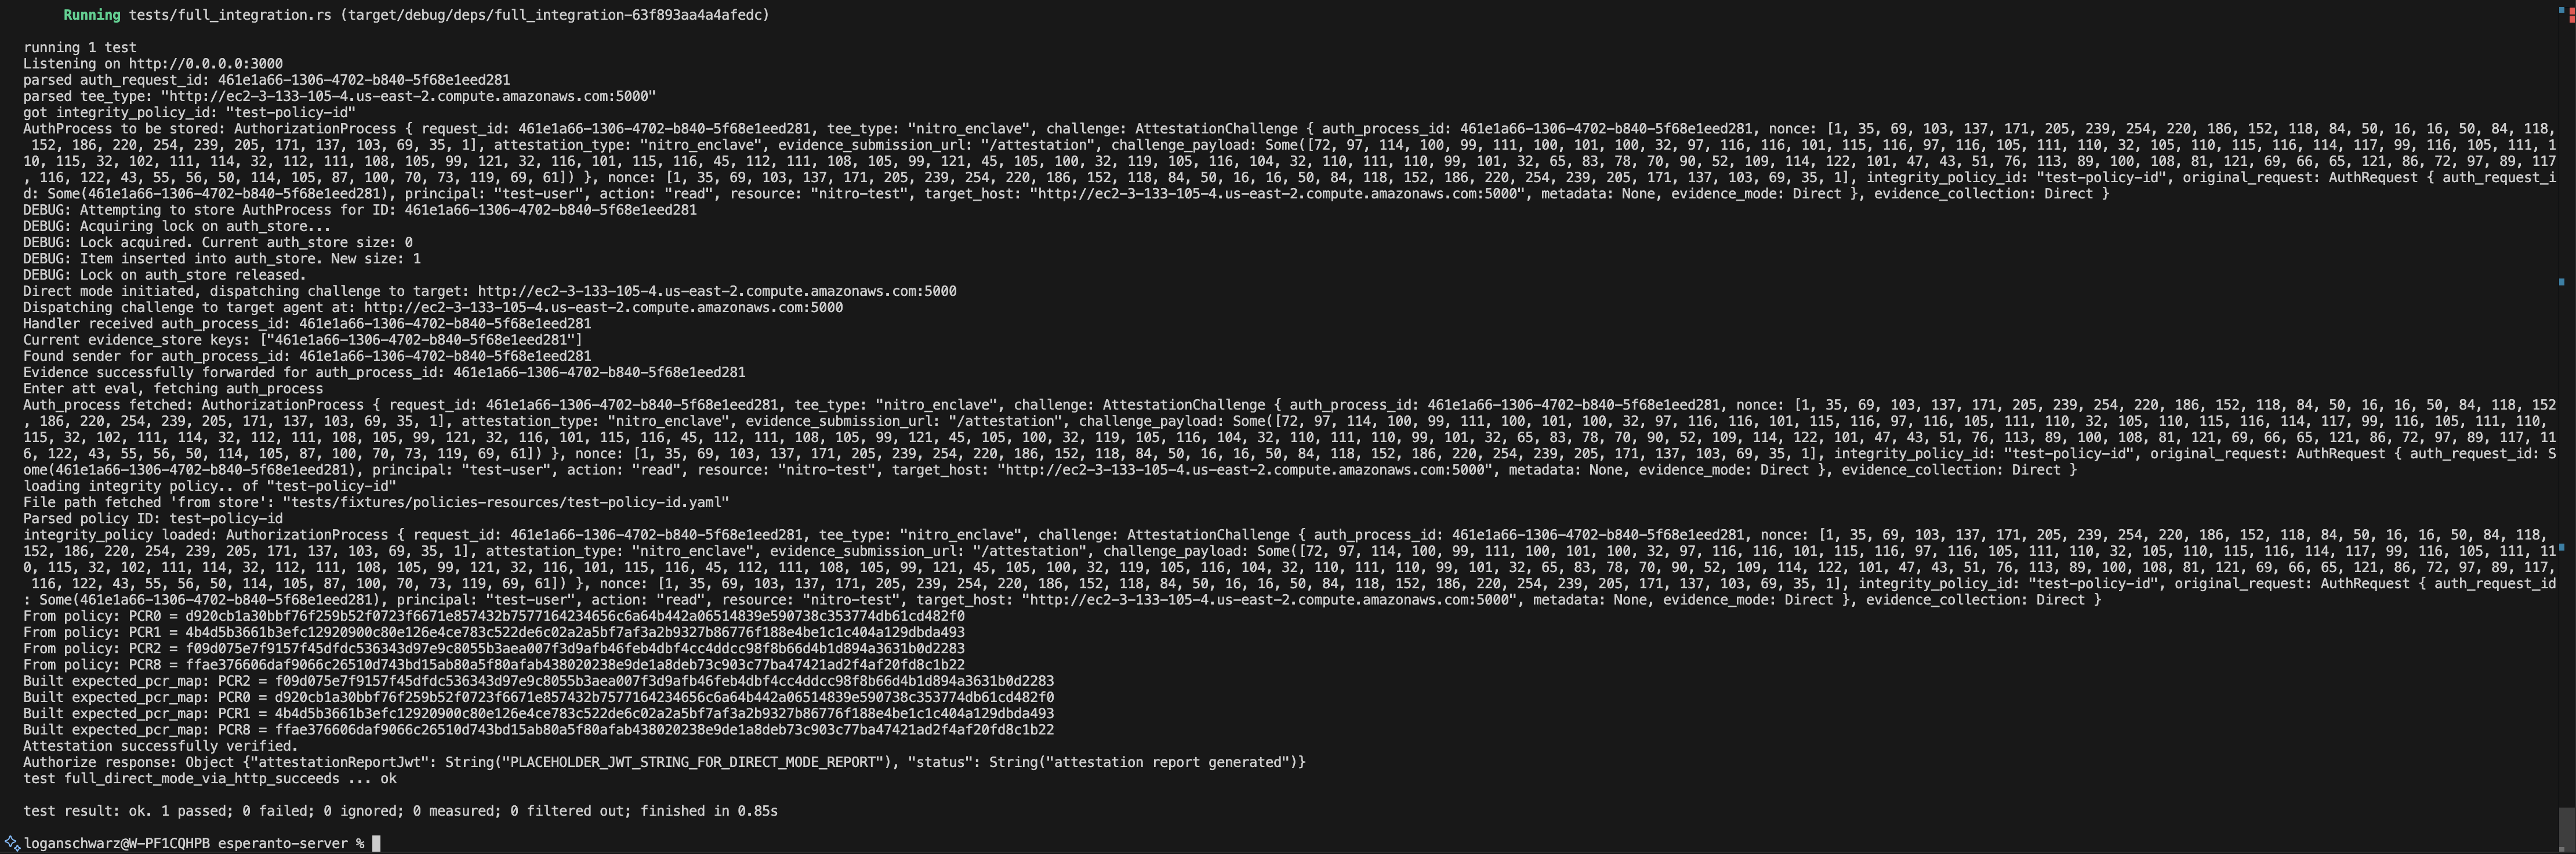 Running tests/full_integration.rs (target/debug/deps/full_integration-63f893aa4a4afedc)
running 1 test
Listening on http://0.0.0.0:3000
parsed auth_request_id: 461e1a66-1306-4702-b840-5f68e1eed281
parsed tee_type: "http://ec2-3-133-105-4.us-east-2.compute.amazonaws.com:5000"
got integrity_policy_id: "test-policy-id"
AuthProcess to be stored: AuthorizationProcess { request_id: 461e1a66-1306-4702-b840-5f68e1eed281, tee_type: "nitro_enclave", challenge: AttestationChallenge { auth_process_id: 461e1a66-1306-4702-b840-5f68e1eed281, nonce: [1, 35, 69, 103, 137, 171, 205, 239, 254, 220, 186, 152, 118, 84, 50, 16, 16, 50, 84, 118,
152, 186, 220, 254, 239, 205, 171, 137, 103, 69, 35, 1], attestation_type: "nitro_enclave", evidence_submission_url: "/attestation", challenge_payload: Some([72, 97, 114, 100, 99, 111, 100, 101, 100, 32, 97, 116, 116, 101, 115, 116, 97, 116, 105, 111, 110, 32, 105, 110, 115, 116, 114, 117, 99, 116, 105, 111, 1
10, 115, 32, 102, 111, 114, 32, 112, 111, 108, 105, 99, 121, 32, 116, 101, 115, 116, 45, 112, 111, 108, 105, 99, 121, 45, 105, 100, 32, 119, 105, 116, 104, 32, 110, 111, 110, 99, 101, 32, 65, 83, 78, 70, 90, 52, 109, 114, 122, 101, 47, 43, 51, 76, 113, 89, 100, 108, 81, 121, 69, 66, 65, 121, 86, 72, 97, 89, 117
, 116, 122, 43, 55, 56, 50, 114, 105, 87, 100, 70, 73, 119, 69, 61]) }, nonce: [1, 35, 69, 103, 137, 171, 205, 239, 254, 220, 186, 152, 118, 84, 50, 16, 16, 50, 84, 118, 152, 186, 220, 254, 239, 205, 171, 137, 103, 69, 35, 1], integrity_policy_id: "test-policy-id", original_request: AuthRequest { auth_request_i
d: Some(461e1a66-1306-4702-b840-5f68e1eed281), principal: "test-user", action: "read", resource: "nitro-test", target_host: "http://ec2-3-133-105-4.us-east-2.compute.amazonaws.com:5000", metadata: None, evidence_mode: Direct }, evidence_collection: Direct }
DEBUG: Attempting to store AuthProcess for ID: 461e1a66-1306-4702-b840-5f68e1eed281
DEBUG: Acquiring lock on auth_store...
DEBUG: Lock acquired. Current auth_store size: 0
DEBUG: Item inserted into auth_store. New size: 1
DEBUG: Lock on auth_store released.
Direct mode initiated, dispatching challenge to target: http://ec2-3-133-105-4.us-east-2.compute.amazonaws.com:5000
Dispatching challenge to target agent at: http://ec2-3-133-105-4.us-east-2.compute.amazonaws.com:5000
Handler received auth_process_id: 461e1a66-1306-4702-b840-5f68e1eed281
Current evidence_store keys: ["461e1a66-1306-4702-b840-5f68e1eed281"]
Found sender for auth_process_id: 461e1a66-1306-4702-b840-5f68e1eed281
Evidence successfully forwarded for auth_process_id: 461e1a66-1306-4702-b840-5f68e1eed281
Enter att eval, fetching auth_process
Auth_process fetched: AuthorizationProcess { request_id: 461e1a66-1306-4702-b840-5f68e1eed281, tee_type: "nitro_enclave", challenge: AttestationChallenge { auth_process_id: 461e1a66-1306-4702-b840-5f68e1eed281, nonce: [1, 35, 69, 103, 137, 171, 205, 239, 254, 220, 186, 152, 118, 84, 50, 16, 16, 50, 84, 118, 152
, 186, 220, 254, 239, 205, 171, 137, 103, 69, 35, 1], attestation_type: "nitro_enclave", evidence_submission_url: "/attestation", challenge_payload: Some([72, 97, 114, 100, 99, 111, 100, 101, 100, 32, 97, 116, 116, 101, 115, 116, 97, 116, 105, 111, 110, 32, 105, 110, 115, 116, 114, 117, 99, 116, 105, 111, 110,
115, 32, 102, 111, 114, 32, 112, 111, 108, 105, 99, 121, 32, 116, 101, 115, 116, 45, 112, 111, 108, 105, 99, 121, 45, 105, 100, 32, 119, 105, 116, 104, 32, 110, 111, 110, 99, 101, 32, 65, 83, 78, 70, 90, 52, 109, 114, 122, 101, 47, 43, 51, 76, 113, 89, 100, 108, 81, 121, 69, 66, 65, 121, 86, 72, 97, 89, 117, 11
6, 122, 43, 55, 56, 50, 114, 105, 87, 100, 70, 73, 119, 69, 61]) }, nonce: [1, 35, 69, 103, 137, 171, 205, 239, 254, 220, 186, 152, 118, 84, 50, 16, 16, 50, 84, 118, 152, 186, 220, 254, 239, 205, 171, 137, 103, 69, 35, 1], integrity_policy_id: "test-policy-id", original_request: AuthRequest { auth_request_id: S
ome(461e1a66-1306-4702-b840-5f68e1eed281), principal: "test-user", action: "read", resource: "nitro-test", target_host: "http://ec2-3-133-105-4.us-east-2.compute.amazonaws.com:5000", metadata: None, evidence_mode: Direct }, evidence_collection: Direct }
loading integrity policy.. of "test-policy-id"
File path fetched 'from store': "tests/fixtures/policies-resources/test-policy-id.yaml"
Parsed policy ID: test-policy-id
integrity_policy loaded: AuthorizationProcess { request_id: 461e1a66-1306-4702-b840-5f68e1eed281, tee_type: "nitro_enclave", challenge: AttestationChallenge { auth_process_id: 461e1a66-1306-4702-b840-5f68e1eed281, nonce: [1, 35, 69, 103, 137, 171, 205, 239, 254, 220, 186, 152, 118, 84, 50, 16, 16, 50, 84, 118,
152, 186, 220, 254, 239, 205, 171, 137, 103, 69, 35, 1], attestation_type: "nitro_enclave", evidence_submission_url: "/attestation", challenge_payload: Some([72, 97, 114, 100, 99, 111, 100, 101, 100, 32, 97, 116, 116, 101, 115, 116, 97, 116, 105, 111, 110, 32, 105, 110, 115, 116, 114, 117, 99, 116, 105, 111, 11
0, 115, 32, 102, 111, 114, 32, 112, 111, 108, 105, 99, 121, 32, 116, 101, 115, 116, 45, 112, 111, 108, 105, 99, 121, 45, 105, 100, 32, 119, 105, 116, 104, 32, 110, 111, 110, 99, 101, 32, 65, 83, 78, 70, 90, 52, 109, 114, 122, 101, 47, 43, 51, 76, 113, 89, 100, 108, 81, 121, 69, 66, 65, 121, 86, 72, 97, 89, 117,
116, 122, 43, 55, 56, 50, 114, 105, 87, 100, 70, 73, 119, 69, 61]) }, nonce: [1, 35, 69, 103, 137, 171, 205, 239, 254, 220, 186, 152, 118, 84, 50, 16, 16, 50, 84, 118, 152, 186, 220, 254, 239, 205, 171, 137, 103, 69, 35, 1], integrity_policy_id: "test-policy-id", original_request: AuthRequest { auth_request_id
: Some(461e1a66-1306-4702-b840-5f68e1eed281), principal: "test-user", action: "read", resource: "nitro-test", target_host: "http://ec2-3-133-105-4.us-east-2.compute.amazonaws.com:5000", metadata: None, evidence_mode: Direct }, evidence_collection: Direct }
From policy: PCR0 = d920cb1a30bbf76f259b52f0723f6671e857432b7577164234656c6a64b442a06514839e590738c353774db61cd482f0
From policy: PCR1 = 4b4d5b3661b3efc12920900c80e126e4ce783c522de6c02a2a5bf7af3a2b9327b86776f188e4be1c1c404a129dbda493
From policy: PCR2 = f09d075e7f9157f45dfdc536343d97e9c8055b3aea007f3d9afb46feb4dbf4cc4ddcc98f8b66d4b1d894a3631b0d2283
From policy: PCR8 = ffae376606daf9066c26510d743bd15ab80a5f80afab438020238e9de1a8deb73c903c77ba47421ad2f4af20fd8c1b22
Built expected_pcr_map: PCR2 = f09d075e7f9157f45dfdc536343d97e9c8055b3aea007f3d9afb46feb4dbf4cc4ddcc98f8b66d4b1d894a3631b0d2283
Built expected_pcr_map: PCR0 = d920cb1a30bbf76f259b52f0723f6671e857432b7577164234656c6a64b442a06514839e590738c353774db61cd482f0
Built expected_pcr_map: PCR1 = 4b4d5b3661b3efc12920900c80e126e4ce783c522de6c02a2a5bf7af3a2b9327b86776f188e4be1c1c404a129dbda493
Built expected_pcr_map: PCR8 = ffae376606daf9066c26510d743bd15ab80a5f80afab438020238e9de1a8deb73c903c77ba47421ad2f4af20fd8c1b22
Attestation successfully verified.
Authorize response: Object {"attestationReportJwt": String("PLACEHOLDER_JWT_STRING_FOR_DIRECT_MODE_REPORT"), "status": String("attestation report generated")}
test full_direct_mode_via_http_succeeds ... ok
test result: ok. 1 passed; 0 failed; 0 ignored; 0 measured; 0 filtered out; finished in 0.85s
loganschwarz@W-PF1CQHPB esperanto-server %